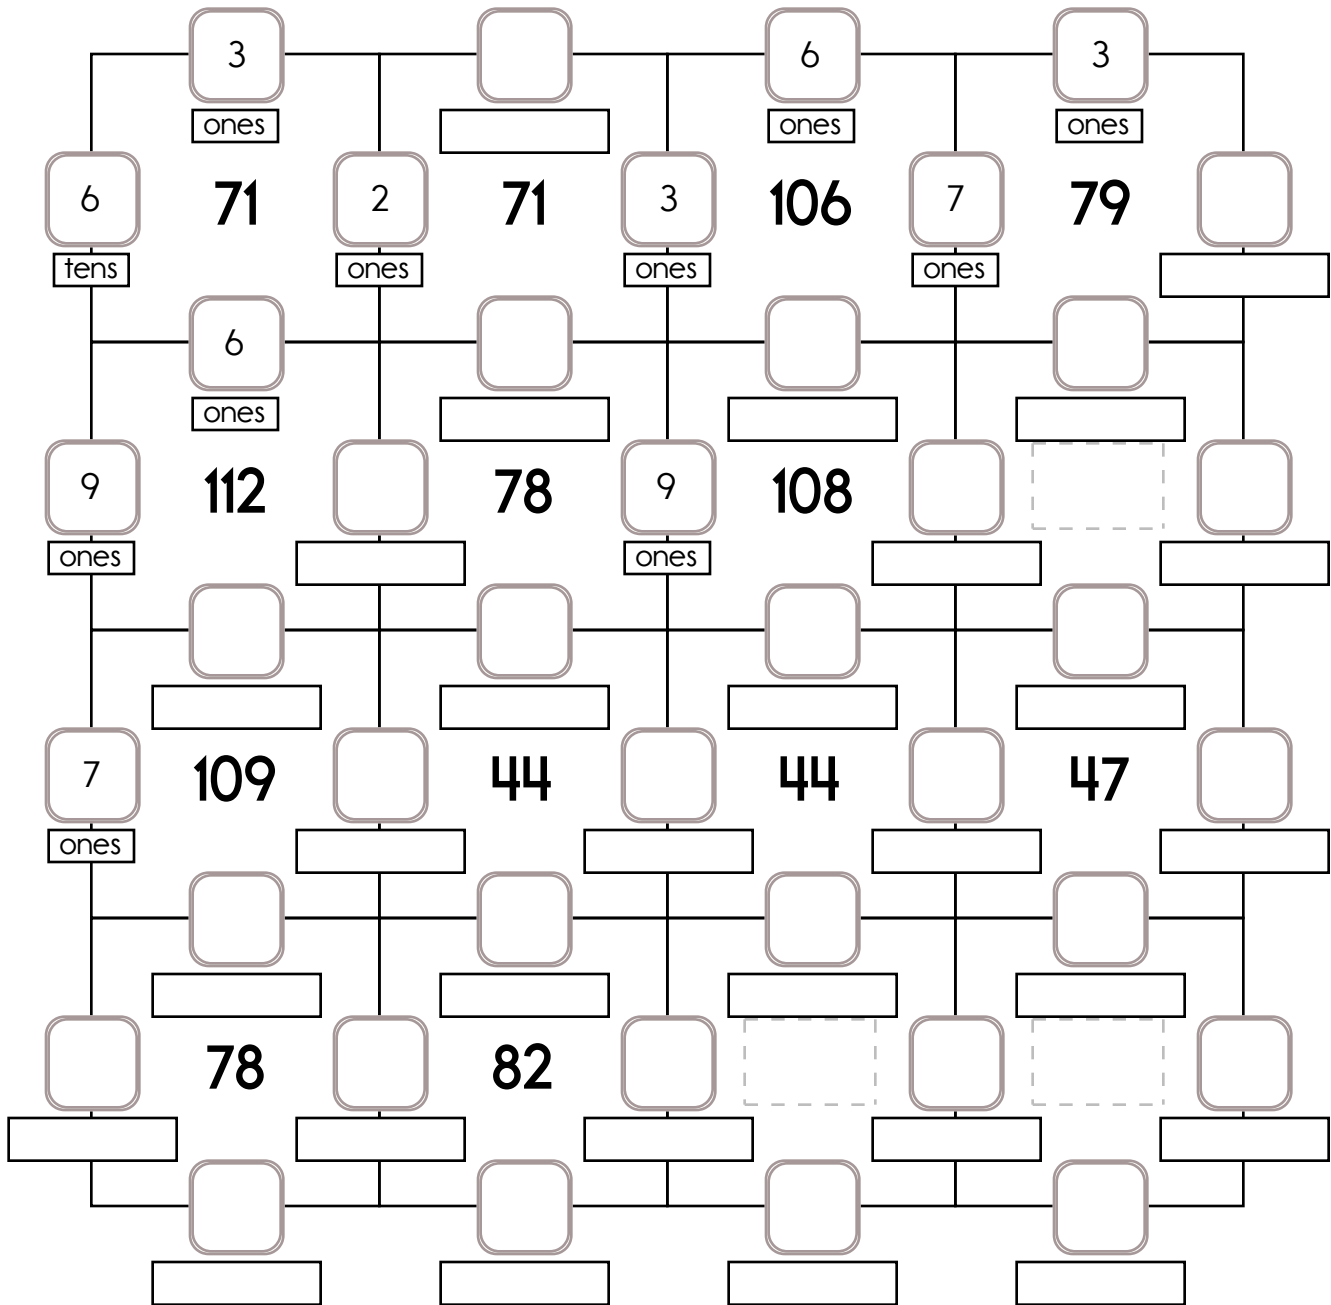 3 6 3
ones ones ones
6 71 2 71 3 106 7 79
tens ones ones ones
6
ones
9 112 78 9 108
ones ones
7 109 44 44 47
ones
78 82